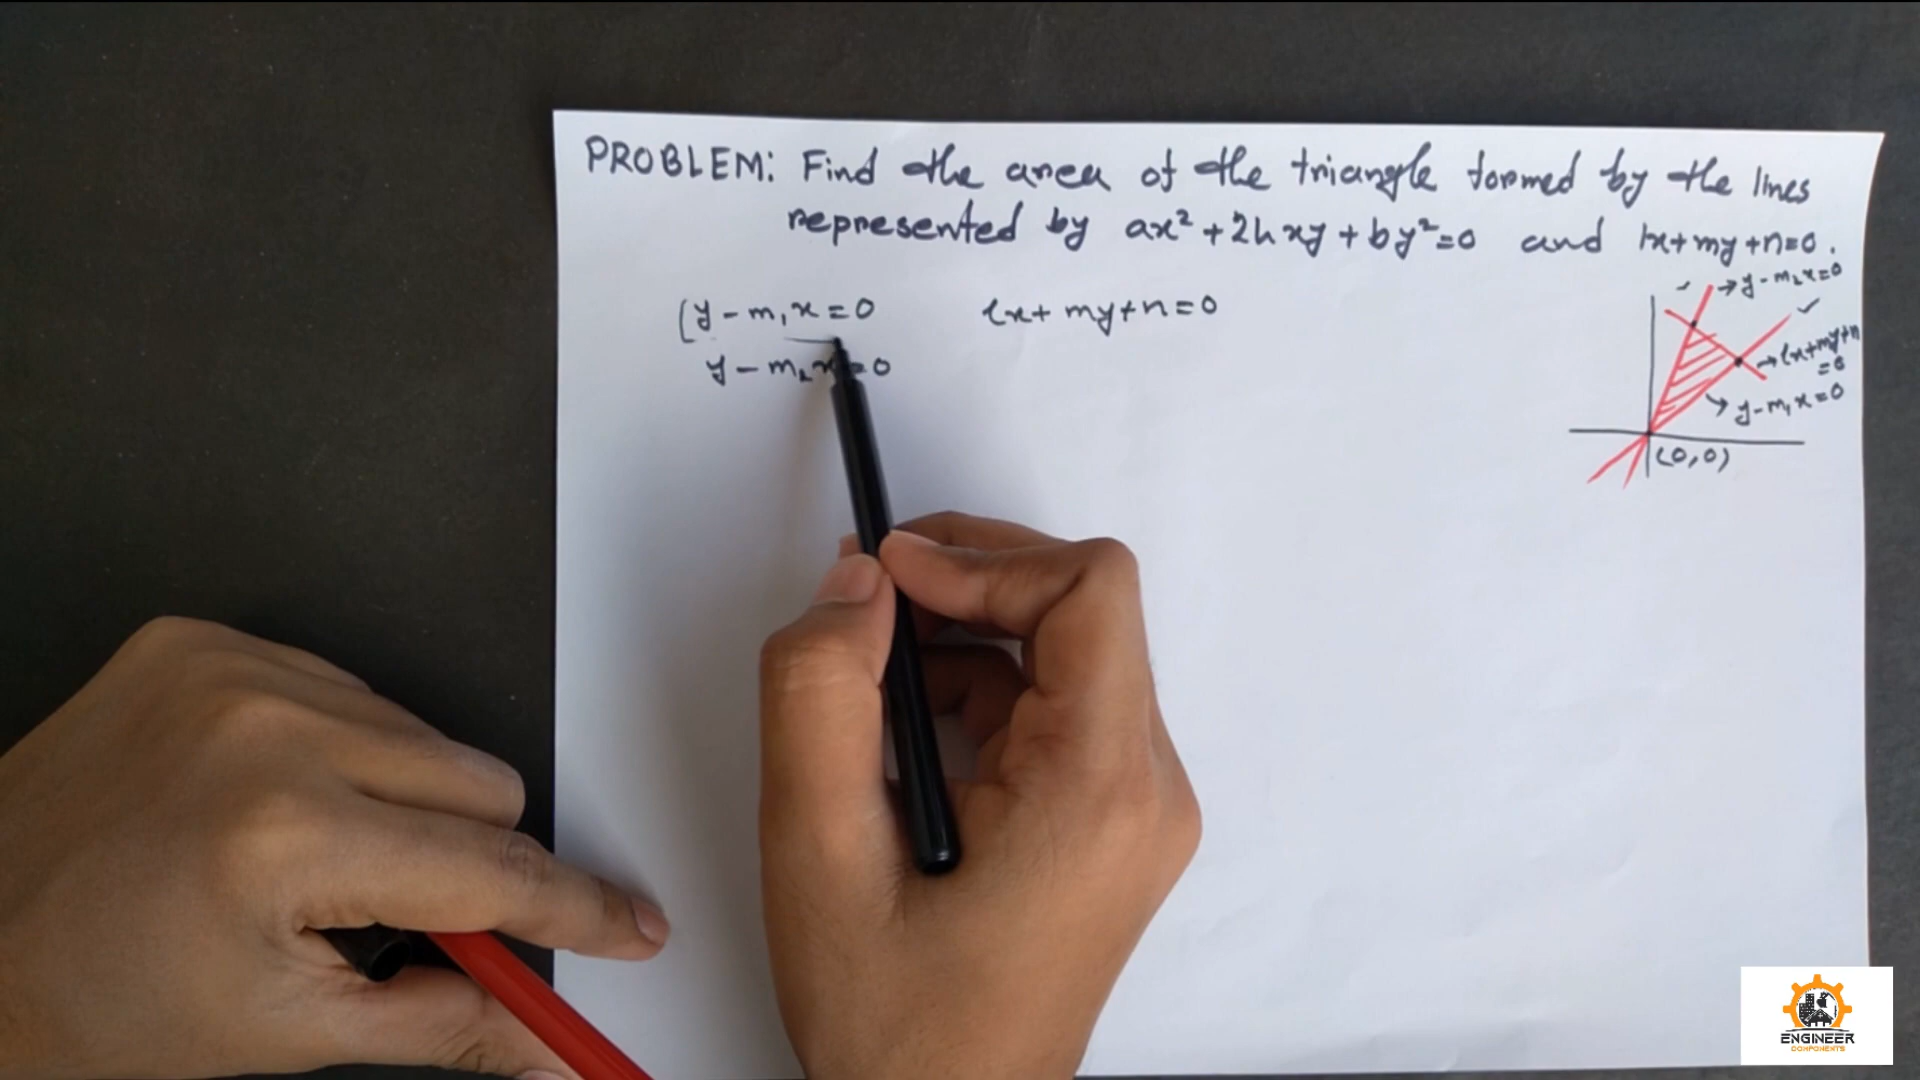 PROBLEM: Find the area of the triangle formed by the lines
represented by ax²+2hxy+by²=0 and lx+my+n=0.
y-m₁x=0
lx+my+n=0
y-m₂x=0
y-m₂x=0
lx+my+n
=0
y-m₁x=0
(0,0)
ENGINEER
COMPONENTS